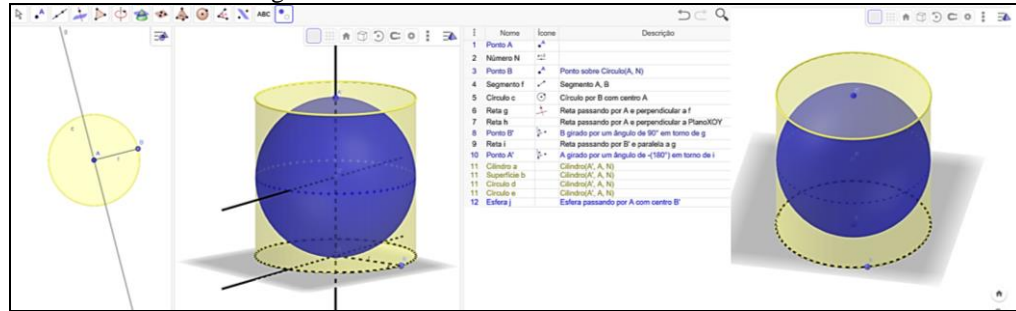 ABC
Nome Ícone Descrição
1 Ponto A
2 Número N
3 Ponto B Ponto sobre Círculo(A, N)
4 Segmento f Segmento A, B
5 Círculo c Círculo por B com centro A
6 Reta g Reta passando por A e perpendicular a f
7 Reta h Reta passando por A e perpendicular a PlanoXOY
8 Ponto B' B girado por um ângulo de 90° em torno de g
9 Reta i Reta passando por B' e paralela a g
10 Ponto A' A girado por um ângulo de -(180°) em torno de i
11 Cilindro a Cilindro(A', A, N)
11 Superfície b Cilindro(A', A, N)
11 Círculo d Cilindro(A', A, N)
11 Círculo e Cilindro(A', A, N)
12 Esfera j Esfera passando por A com centro B'
A
B
f